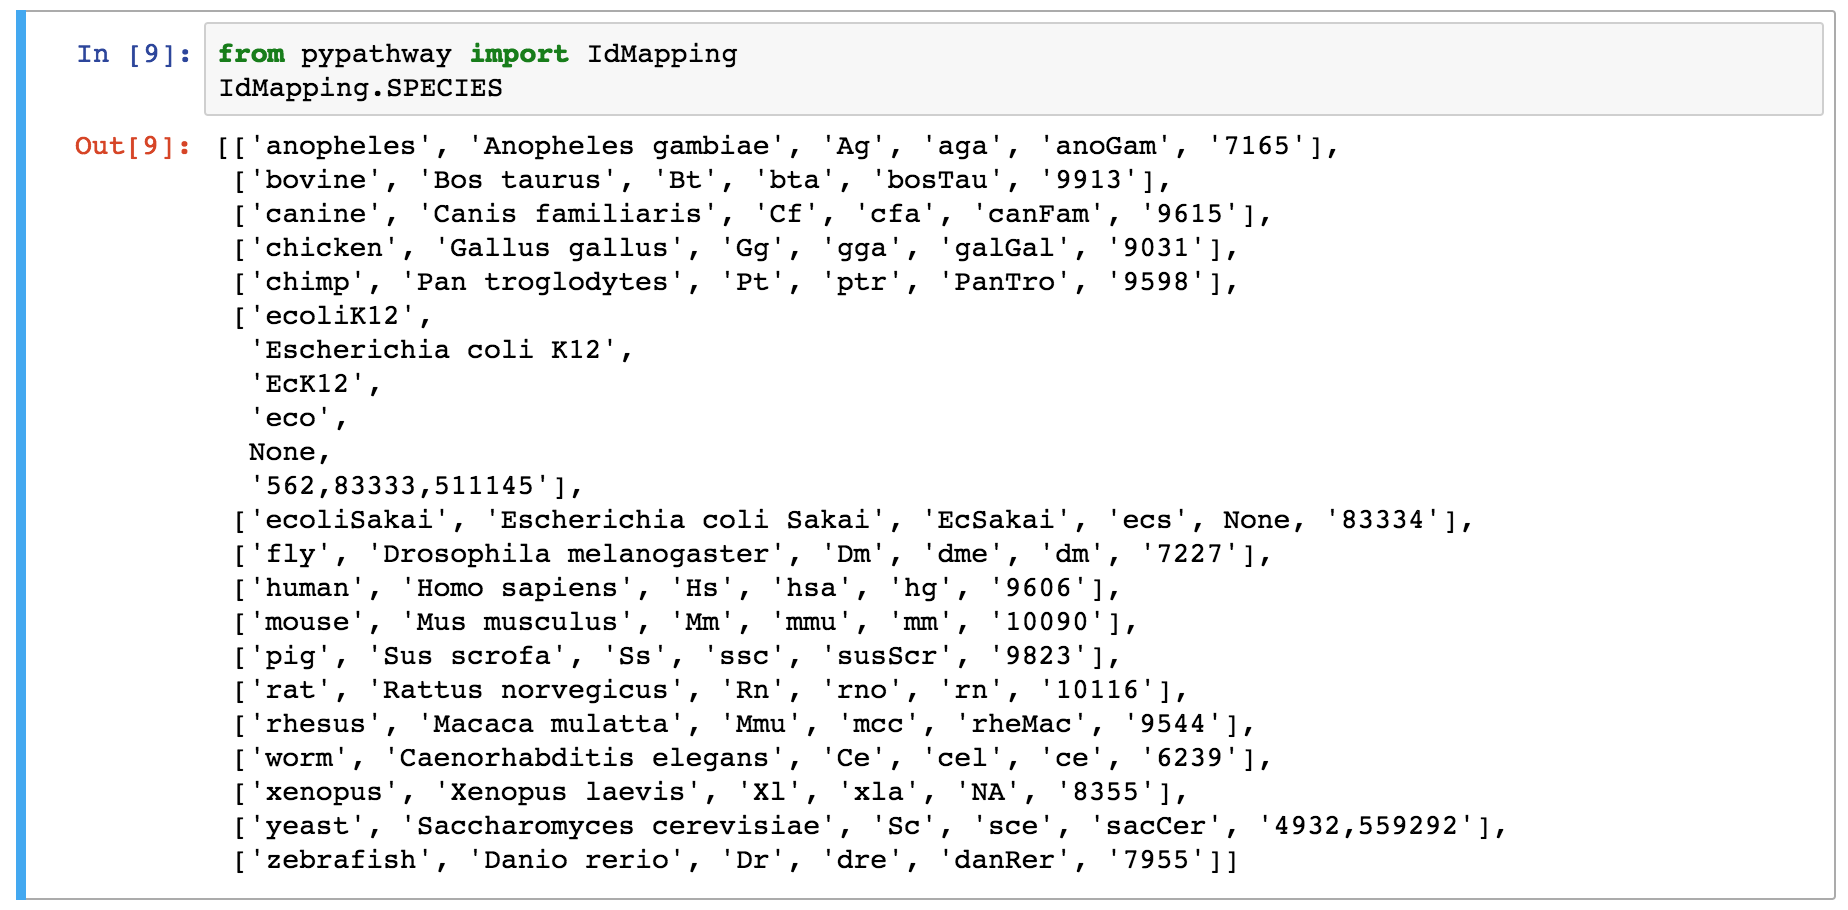 In [9]: from pypathway import IdMapping
IdMapping.SPECIES
Out[9]: [['anopheles', 'Anopheles gambiae', 'Ag', 'aga', 'anoGam', '7165'],
['bovine', 'Bos taurus', 'Bt', 'bta', 'bosTau', '9913'],
['canine', 'Canis familiaris', 'Cf', 'cfa', 'canFam', '9615'],
['chicken', 'Gallus gallus', 'Gg', 'gga', 'galGal', '9031'],
['chimp', 'Pan troglodytes', 'Pt', 'ptr', 'PanTro', '9598'],
['ecoliK12',
'Escherichia coli K12',
'EcK12',
'eco',
None,
'562,83333,511145'],
['ecoliSakai', 'Escherichia coli Sakai', 'EcSakai', 'ecs', None, '83334'],
['fly', 'Drosophila melanogaster', 'Dm', 'dme', 'dm', '7227'],
['human', 'Homo sapiens', 'Hs', 'hsa', 'hg', '9606'],
['mouse', 'Mus musculus', 'Mm', 'mmu', 'mm', '10090'],
['pig', 'Sus scrofa', 'Ss', 'ssc', 'susScr', '9823'],
['rat', 'Rattus norvegicus', 'Rn', 'rno', 'rn', '10116'],
['rhesus', 'Macaca mulatta', 'Mmu', 'mcc', 'rheMac', '9544'],
['worm', 'Caenorhabditis elegans', 'Ce', 'cel', 'ce', '6239'],
['xenopus', 'Xenopus laevis', 'Xl', 'xla', 'NA', '8355'],
['yeast', 'Saccharomyces cerevisiae', 'Sc', 'sce', 'sacCer', '4932,559292'],
['zebrafish', 'Danio rerio', 'Dr', 'dre', 'danRer', '7955']]